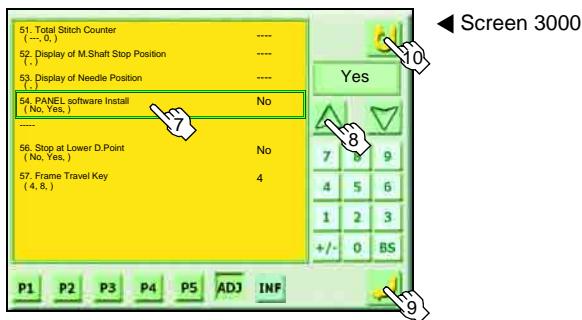 ◀ Screen 3000
51. Total Stitch Counter ----
( ---, 0, )
52. Display of M.Shaft Stop Position ----
( , )
53. Display of Needle Position ----
( , )
54. PANEL software Install No
( No, Yes, )
-----
56. Stop at Lower D.Point No
( No, Yes, )
57. Frame Travel Key 4
( 4, 8, )
10
Yes
7
8
7 8 9
4 5 6
1 2 3
+/- 0 BS
P1 P2 P3 P4 P5 ADJ INF
9